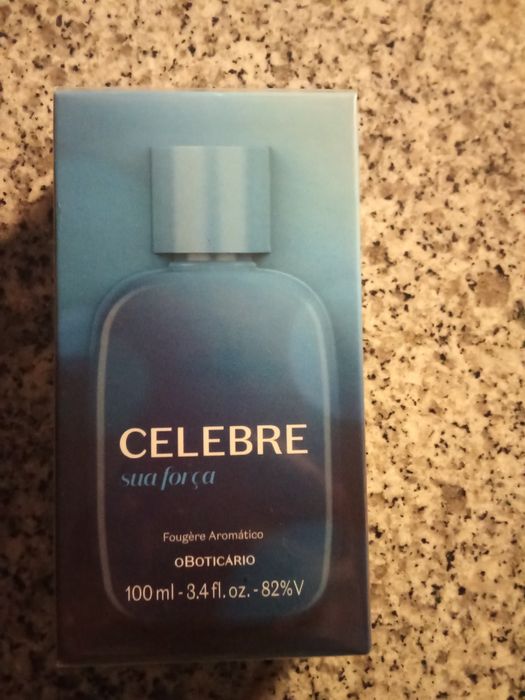 CELEBRE
sua força
Fougère Aromático
OBOTICÁRIO
100 ml - 3.4 fl. oz. - 82%V